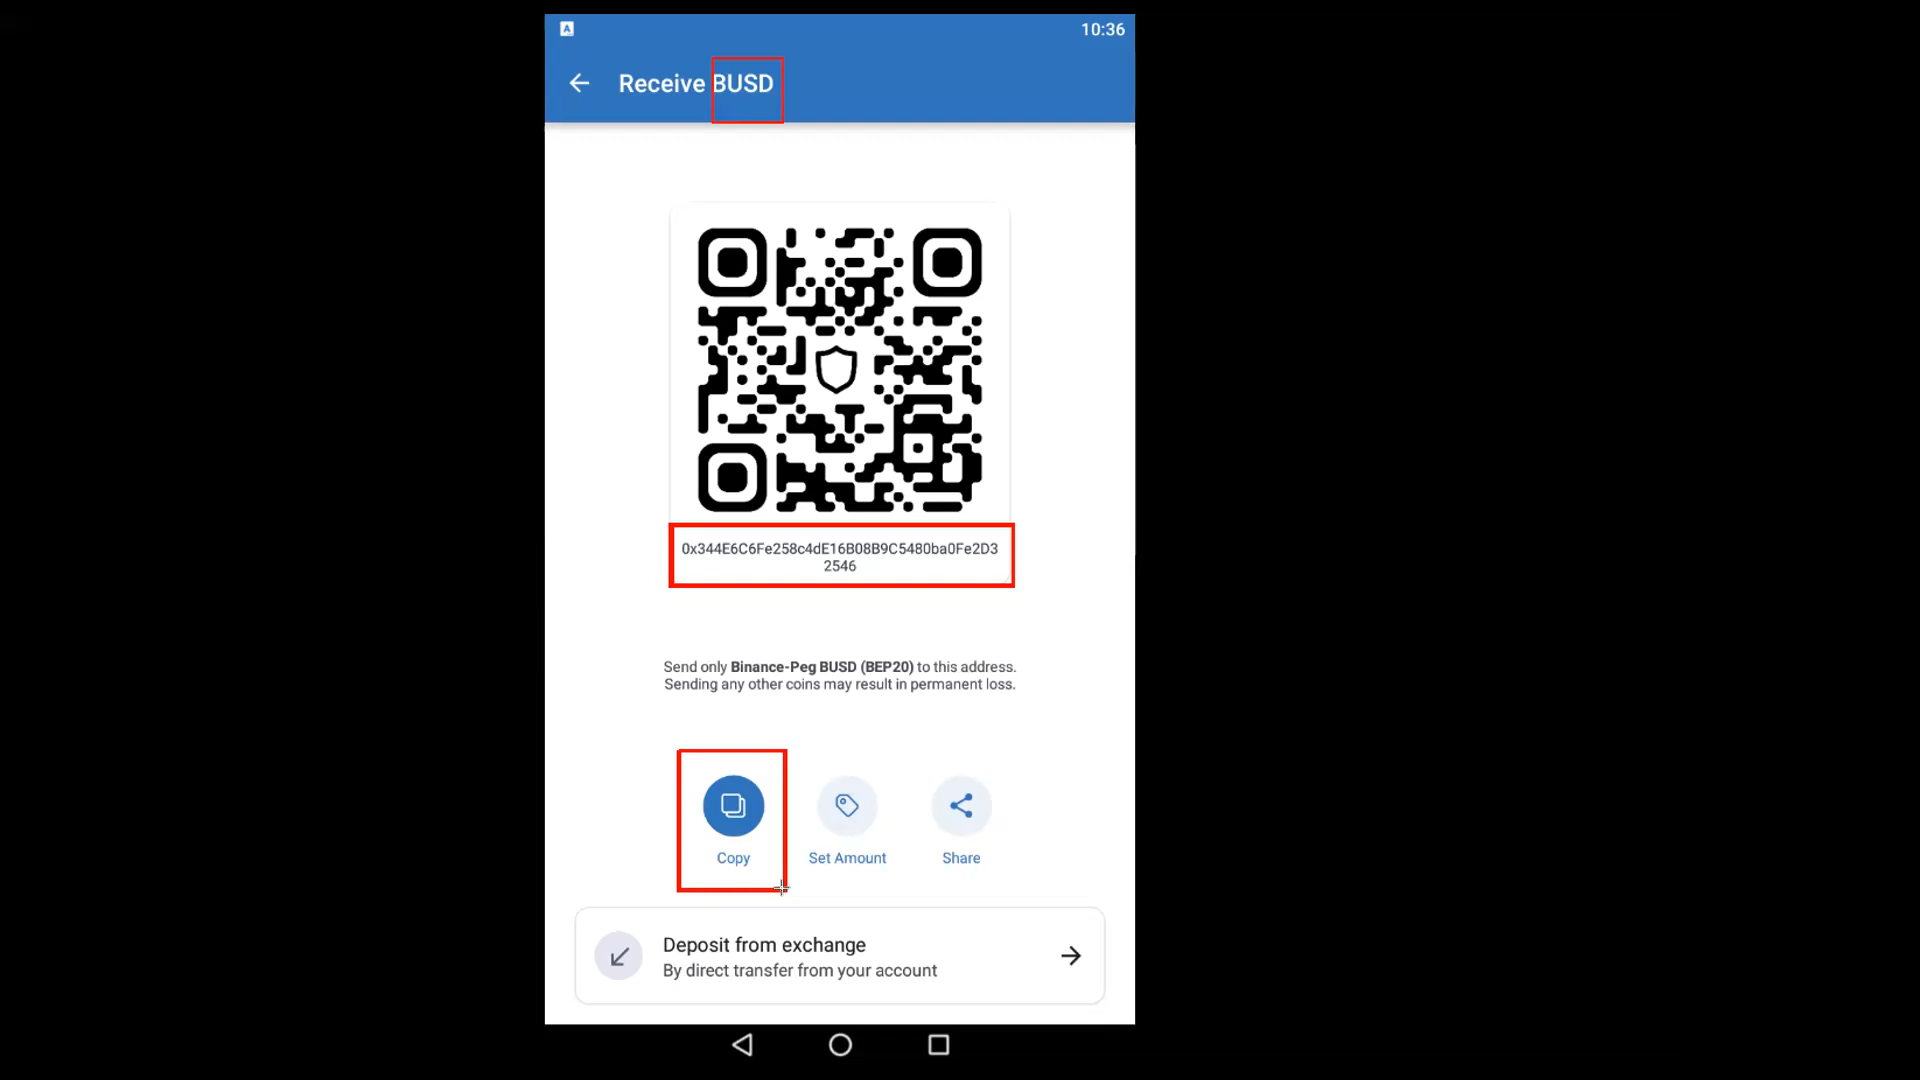 10:36
Receive BUSD
0x344E6C6Fe258c4dE16B08B9C5480ba0Fe2D3
2546
Send only Binance-Peg BUSD (BEP20) to this address.
Sending any other coins may result in permanent loss.
Copy
Set Amount
Share
Deposit from exchange
By direct transfer from your account